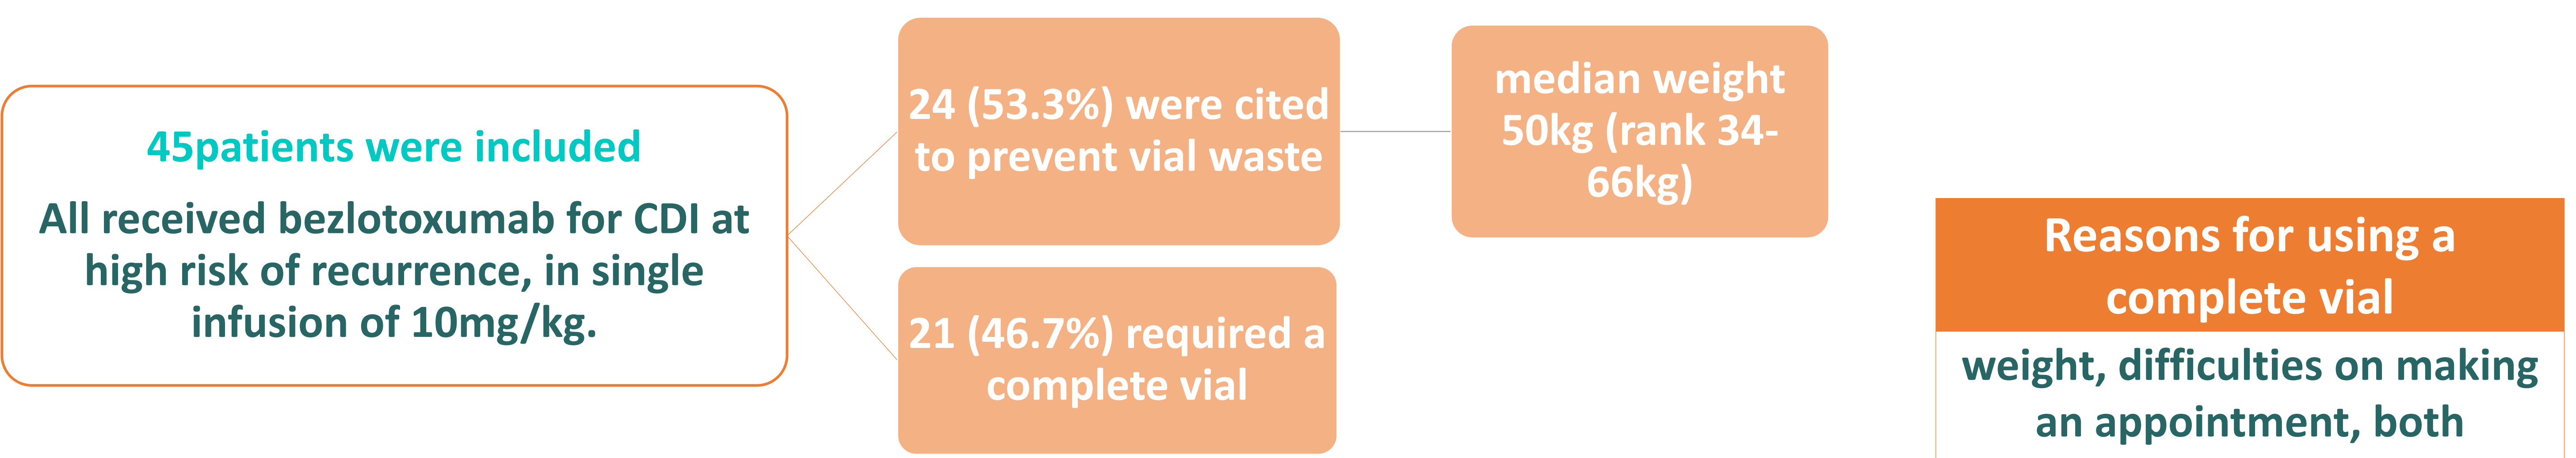 45patients were included
All received bezlotoxumab for CDI at
high risk of recurrence, in single
infusion of 10mg/kg.
24 (53.3%) were cited
to prevent vial waste
21 (46.7%) required a
complete vial
median weight
50kg (rank 34-
66kg)
Reasons for using a
complete vial
weight, difficulties on making
an appointment, both